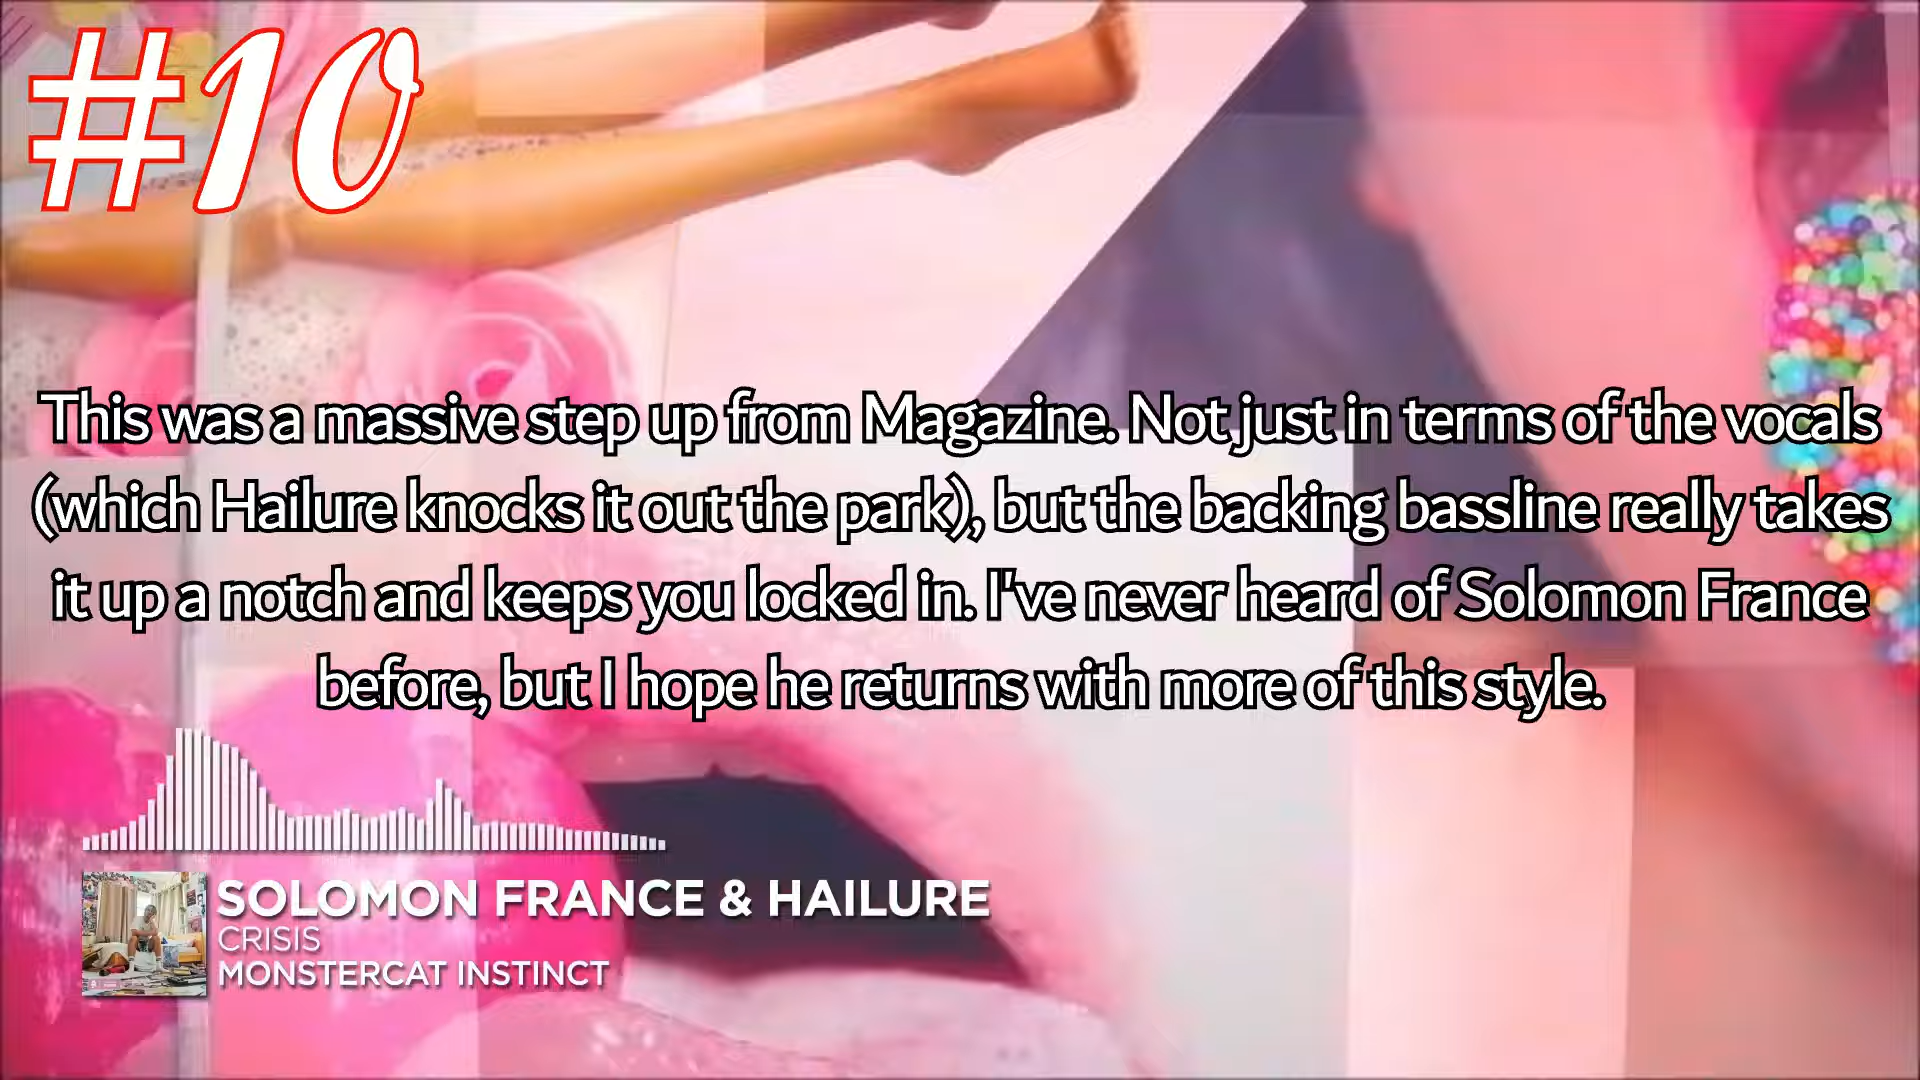 #10
This was a massive step up from Magazine. Not just in terms of the vocals
(which Hailure knocks it out the park), but the backing bassline really takes
it up a notch and keeps you locked in. I've never heard of Solomon France
before, but I hope he returns with more of this style.
SOLOMON FRANCE & HAILURE
CRISIS
MONSTERCAT INSTINCT